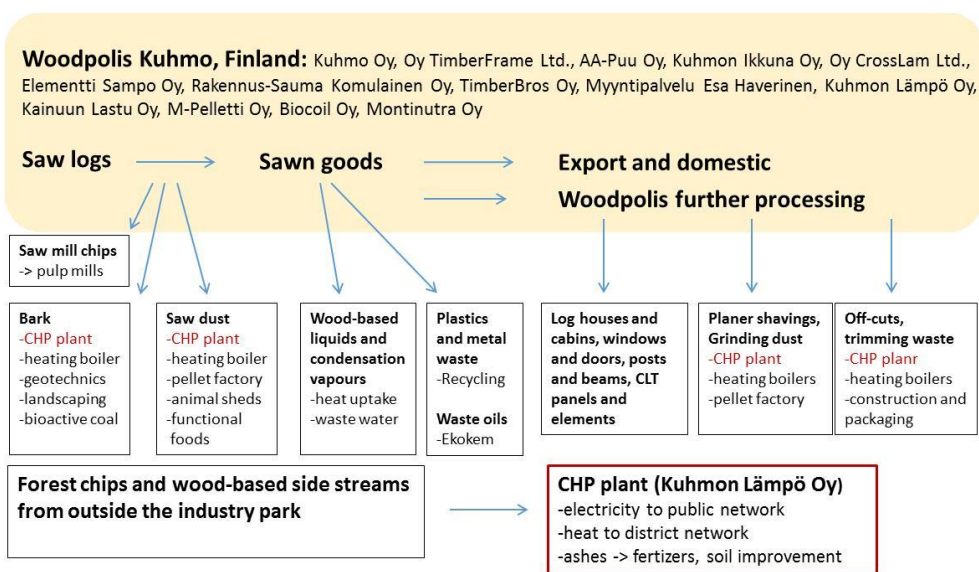 Woodpolis Kuhmo, Finland: Kuhmo Oy, Oy TimberFrame Ltd., AA-Puu Oy, Kuhmon Ikkuna Oy, Oy CrossLam Ltd.,
Elementti Sampo Oy, Rakennus-Sauma Komulainen Oy, TimberBros Oy, Myyntipalvelu Esa Haverinen, Kuhmon Lämpö Oy,
Kainuun Lastu Oy, M-Pelletti Oy, Biocoil Oy, Montinutra Oy
Saw logs
Sawn goods
Export and domestic
Woodpolis further processing
Saw mill chips
-> pulp mills
Bark
-CHP plant
-heating boiler
-geotechnics
-landscaping
-bioactive coal
Saw dust
-CHP plant
-heating boiler
-pellet factory
-animal sheds
-functional
foods
Wood-based
liquids and
condensation
vapours
-heat uptake
-waste water
Plastics
and metal
waste
-Recycling
Waste oils
-Ekokem
Log houses and
cabins, windows
and doors, posts
and beams, CLT
panels and
elements
Planer shavings,
Grinding dust
-CHP plant
-heating boilers
-pellet factory
Off-cuts,
trimming waste
-CHP planr
-heating boilers
-construction and
packaging
Forest chips and wood-based side streams
from outside the industry park
CHP plant (Kuhmon Lämpö Oy)
-electricity to public network
-heat to district network
-ashes -> fertizers, soil improvement